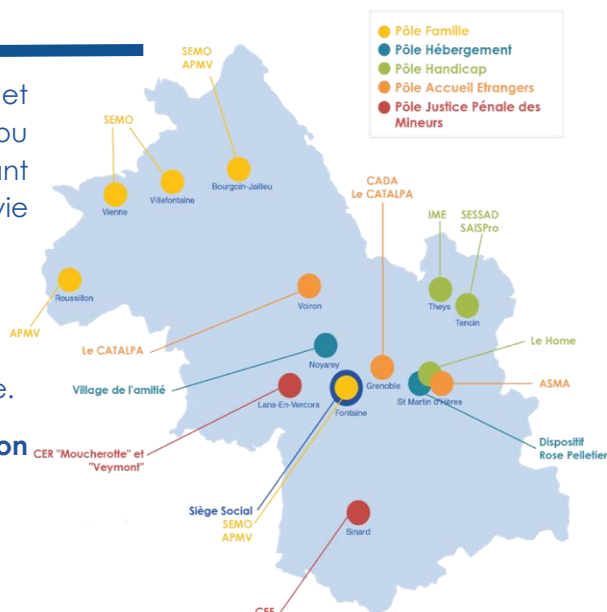 et
ou
ant
vie
e.
on
Pôle Famille
Pôle Hébergement
Pôle Handicap
Pôle Accueil Etrangers
Pôle Justice Pénale des
Mineurs
SEMO
APMV
SEMO
Bourgoin-Jailleu
Villefontaine
Vienne
CADA
Le CATALPA
IME
SESSAD
SAISPro
Roussillon
Voiron
Theys
Tencin
APMV
Le CATALPA
Le Home
Noyarey
Village de l'amitié
Grenoble
ASMA
Lans-En-Vercors
Fontaine
St Martin d'Hères
CER "Moucherotte" et
"Veymont"
Dispositif
Rose Pelletier
Siège Social
SEMO
APMV
Sinard
CEF